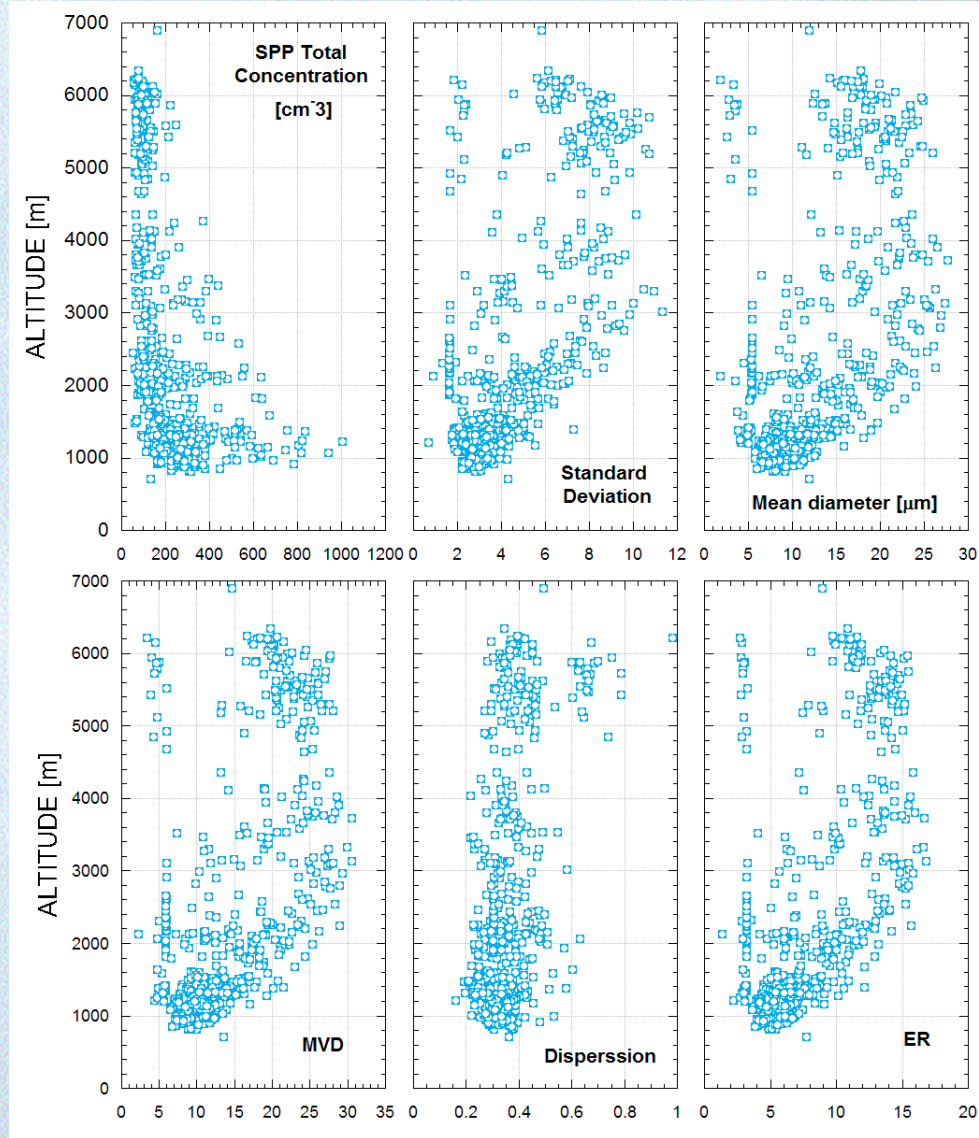 7000
6000
5000
4000
3000
2000
1000
0
ALTITUDE [m]
SPP Total
Concentration
[cm⁻3]
0 200 400 600 800 1000 1200
Standard
Deviation
0 2 4 6 8 10 12
Mean diameter [µm]
0 5 10 15 20 25 30
7000
6000
5000
4000
3000
2000
1000
0
ALTITUDE [m]
MVD
0 5 10 15 20 25 30 35
Disperssion
0 0.2 0.4 0.6 0.8 1
ER
0 5 10 15 20